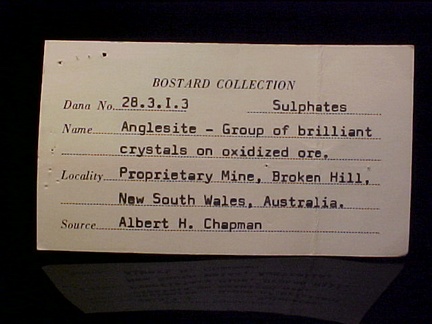 BOSTARD COLLECTION
Dana No. 28.3.I.3 Sulphates
Name Anglesite - Group of brilliant
crystals on oxidized ore.
Locality Proprietary Mine, Broken Hill,
New South Wales, Australia.
Source Albert H. Chapman